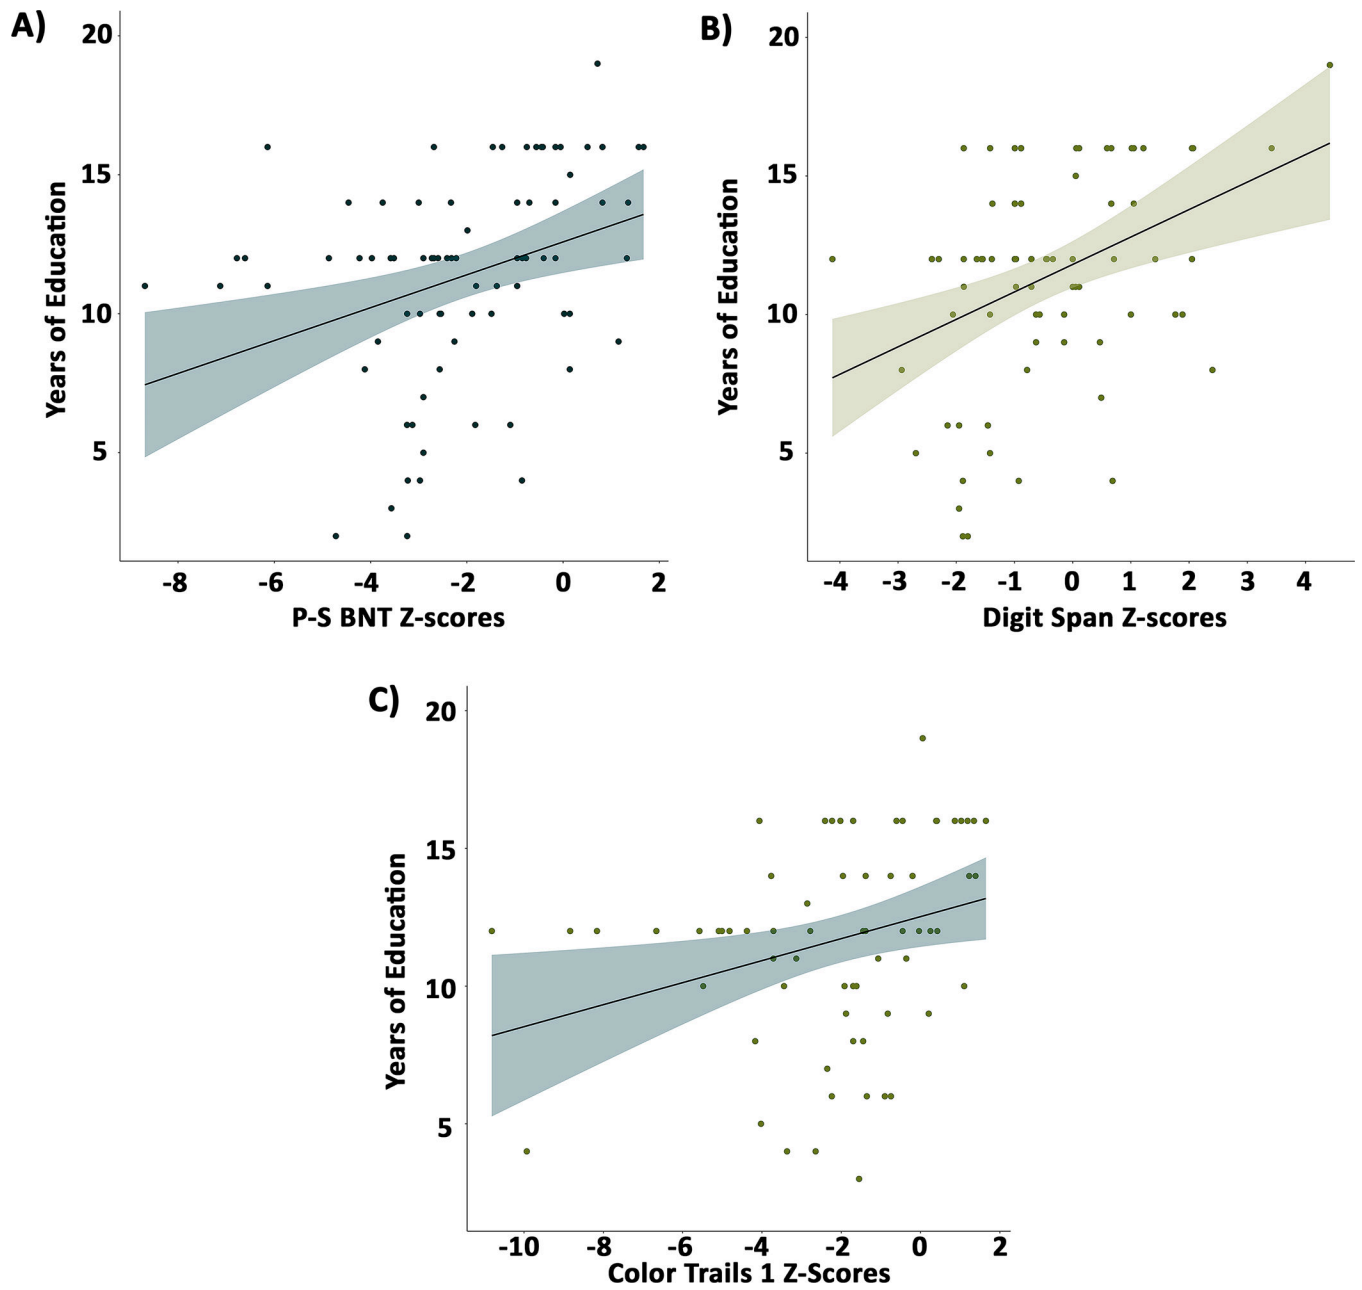 A)
20
15
10
5
Years of Education
-8 -6 -4 -2 0 2
P-S BNT Z-scores
B)
20
15
10
5
Years of Education
-4 -3 -2 -1 0 1 2 3 4
Digit Span Z-scores
C)
20
15
10
5
Years of Education
-10 -8 -6 -4 -2 0 2
Color Trails 1 Z-Scores